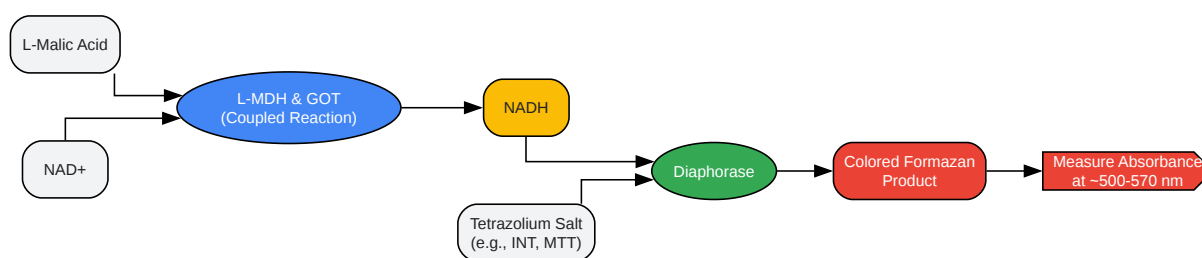 L-Malic Acid
NAD+
L-MDH & GOT
(Coupled Reaction)
NADH
Tetrazolium Salt
(e.g., INT, MTT)
Diaphorase
Colored Formazan
Product
Measure Absorbance
at ~500-570 nm